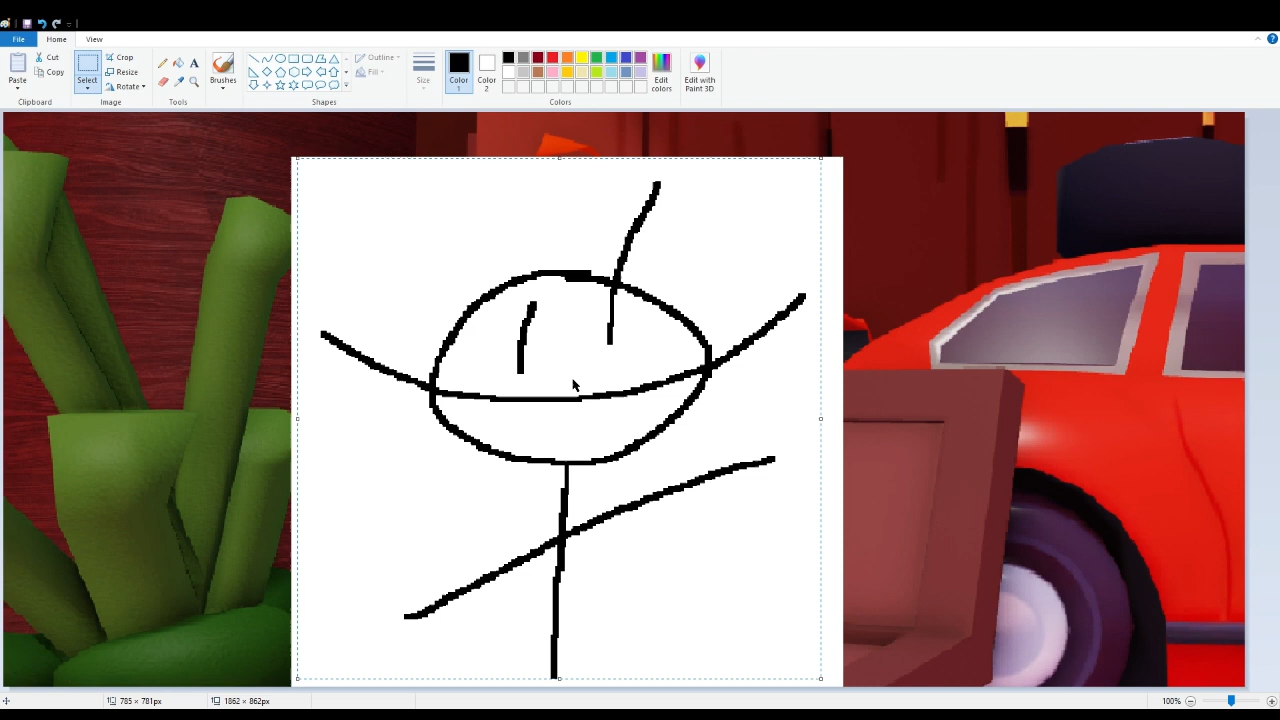 File Home View
Paste Cut Copy Select Crop Resize Rotate Brushes Outline Fill Size Color 1 Color 2 Edit colors Edit with Paint 3D
Clipboard Image Tools Shapes Colors
785 × 781px 1862 × 862px 100%